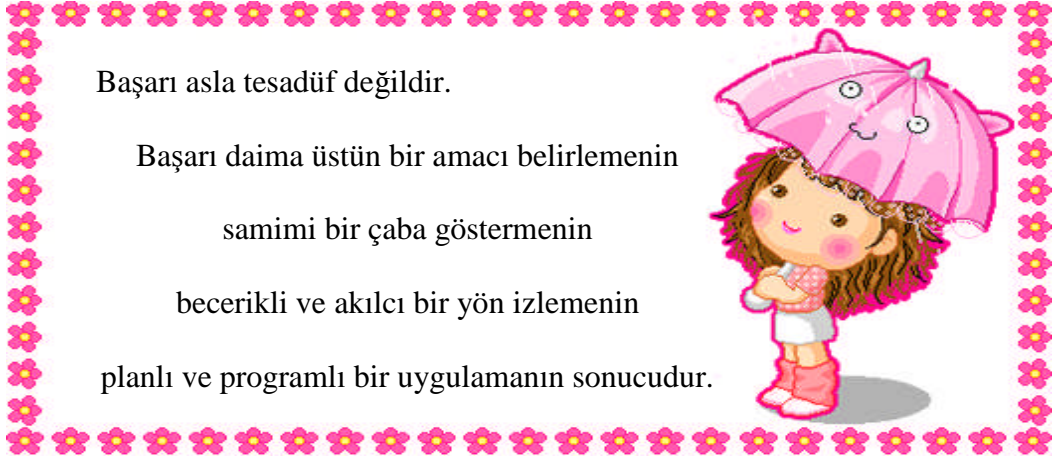 Başarı asla tesadüf değildir.
Başarı daima üstün bir amacı belirlemenin
samimi bir çaba göstermenin
becerikli ve akılcı bir yön izlemenin
planlı ve programlı bir uygulamanın sonucudur.